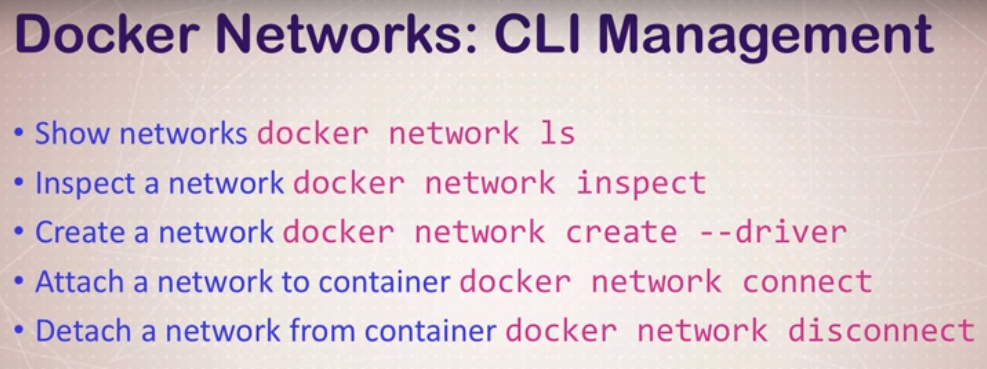 Docker Networks: CLI Management
• Show networks docker network ls
• Inspect a network docker network inspect
• Create a network docker network create --driver
• Attach a network to container docker network connect
• Detach a network from container docker network disconnect